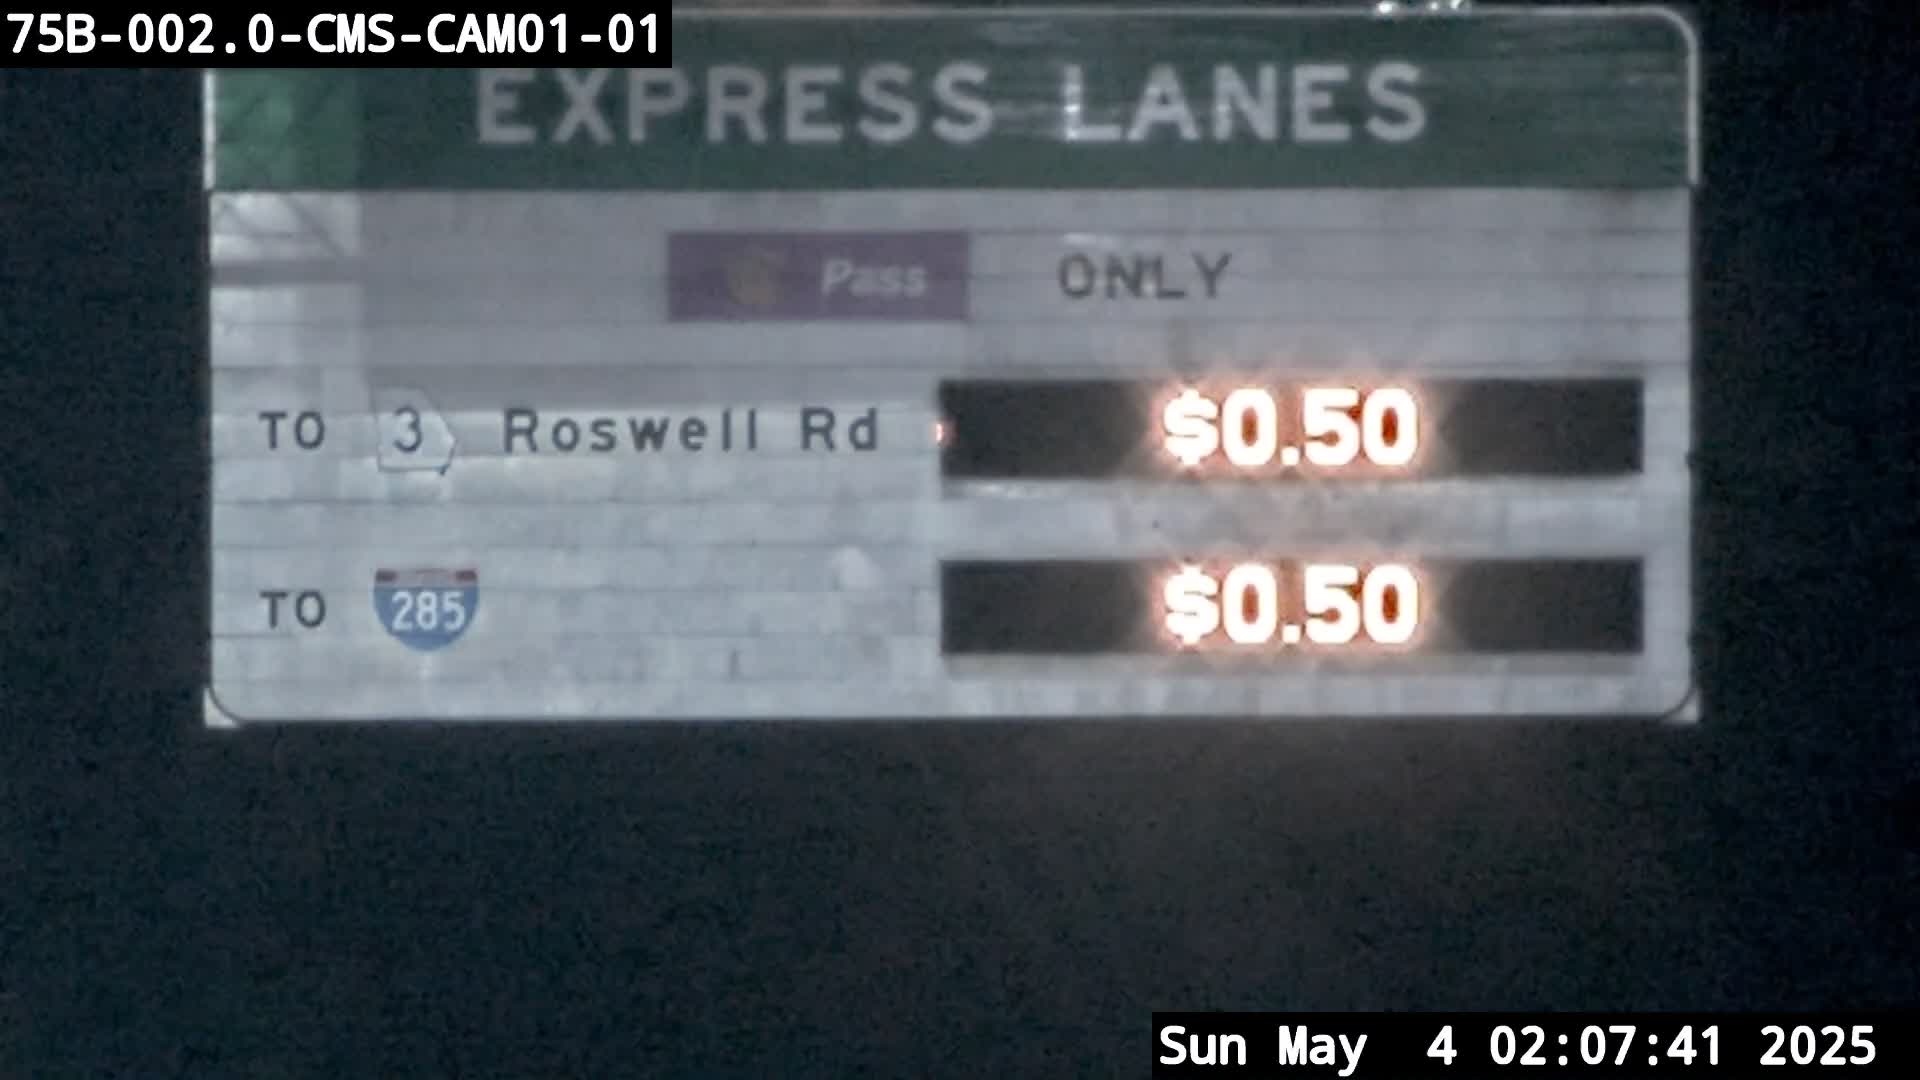 75B-002.0-CMS-CAM01-01
EXPRESS LANES
Pass ONLY
TO 3 Roswell Rd $0.50
TO 285 $0.50
Sun May 4 02:07:41 2025